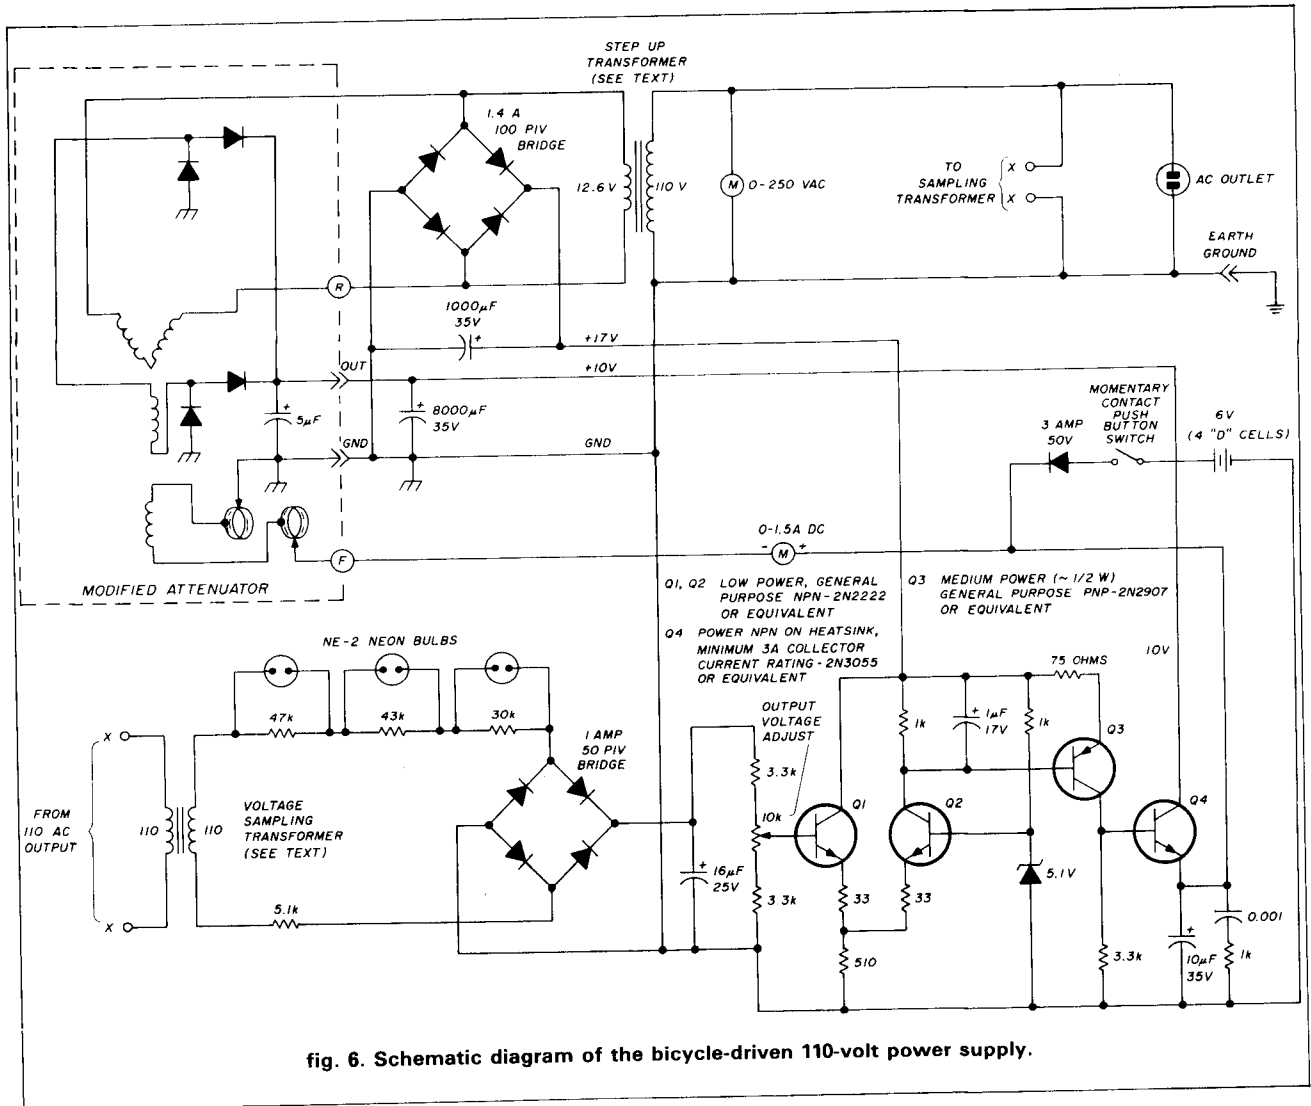 STEP UP
TRANSFORMER
(SEE TEXT)
1.4 A
100 PIV
BRIDGE
12.6V
110 V
M
0-250 VAC
TO
SAMPLING
TRANSFORMER
X
X
AC OUTLET
EARTH
GROUND
R
1000µF
35V
+
+17V
OUT
+10V
+
5µF
+
8000µF
35V
GND
GND
MOMENTARY
CONTACT
PUSH
BUTTON
SWITCH
3 AMP
50V
6V
(4 "D" CELLS)
0-1.5A DC
- M +
F
MODIFIED ATTENUATOR
Q1, Q2 LOW POWER, GENERAL
PURPOSE NPN-2N2222
OR EQUIVALENT
Q3 MEDIUM POWER (~ 1/2 W)
GENERAL PURPOSE PNP-2N2907
OR EQUIVALENT
Q4 POWER NPN ON HEATSINK,
MINIMUM 3A COLLECTOR
CURRENT RATING-2N3055
OR EQUIVALENT
10V
NE-2 NEON BULBS
47k
43k
30k
1 AMP
50 PIV
BRIDGE
OUTPUT
VOLTAGE
ADJUST
75 OHMS
1k
+
1µF
17V
1k
Q3
X
FROM
110 AC
OUTPUT
X
110
110
VOLTAGE
SAMPLING
TRANSFORMER
(SEE TEXT)
5.1k
3.3k
10k
3.3k
+
16µF
25V
Q1
Q2
Q4
33
33
510
5.1V
3.3k
+
10µF
35V
0.001
1k
fig. 6. Schematic diagram of the bicycle-driven 110-volt power supply.